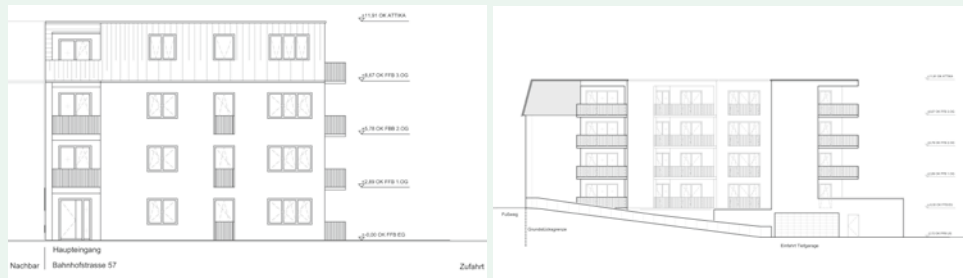 +11,91 OK ATTIKA
+8,67 OK FFB 3.OG
+5,78 OK FBB 2.OG
+2,89 OK FFB 1.OG
+-0,00 OK FFB EG
Haupteingang
Nachbar
Bahnhofstrasse 57
Zufahrt
Fußweg
Grundstücksgrenze
Einfahrt Tiefgarage